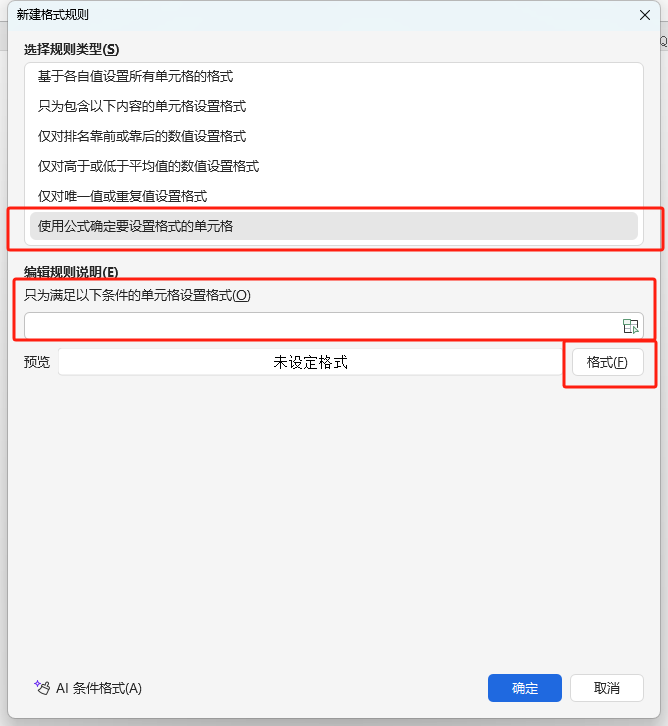 新建格式规则
选择规则类型(S)
Q
基于各自值设置所有单元格的格式
只为包含以下内容的单元格设置格式
仅对排名靠前或靠后的数值设置格式
仅对高于或低于平均值的数值设置格式
仅对唯一值或重复值设置格式
使用公式确定要设置格式的单元格
编辑规则说明(E)
只为满足以下条件的单元格设置格式(O)
预览 未设定格式 格式(F)
AI 条件格式(A) 确定 取消